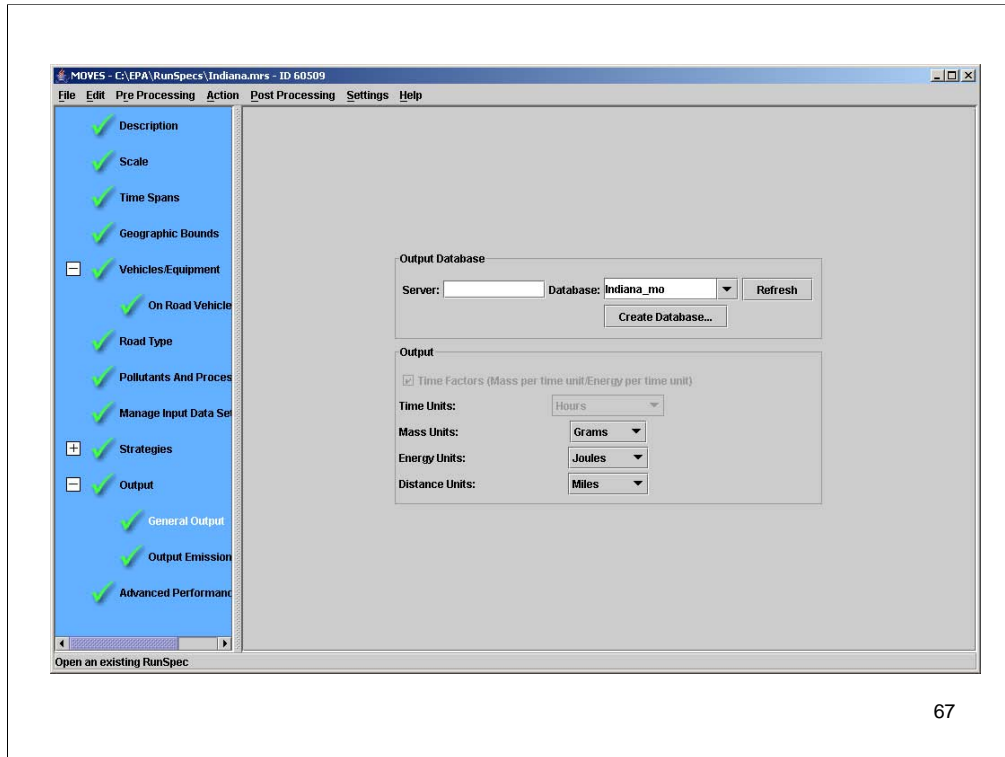 MOVES - C:\EPA\RunSpecs\Indiana.mrs - ID 60509
File Edit Pre Processing Action Post Processing Settings Help
Description
Scale
Time Spans
Geographic Bounds
Vehicles/Equipment
On Road Vehicle
Road Type
Pollutants And Proces
Manage Input Data Set
Strategies
Output
General Output
Output Emission
Advanced Performanc
Output Database
Server: Database: Indiana_mo Refresh
Create Database...
Output
Time Factors (Mass per time unit/Energy per time unit)
Time Units: Hours
Mass Units: Grams
Energy Units: Joules
Distance Units: Miles
Open an existing RunSpec
67